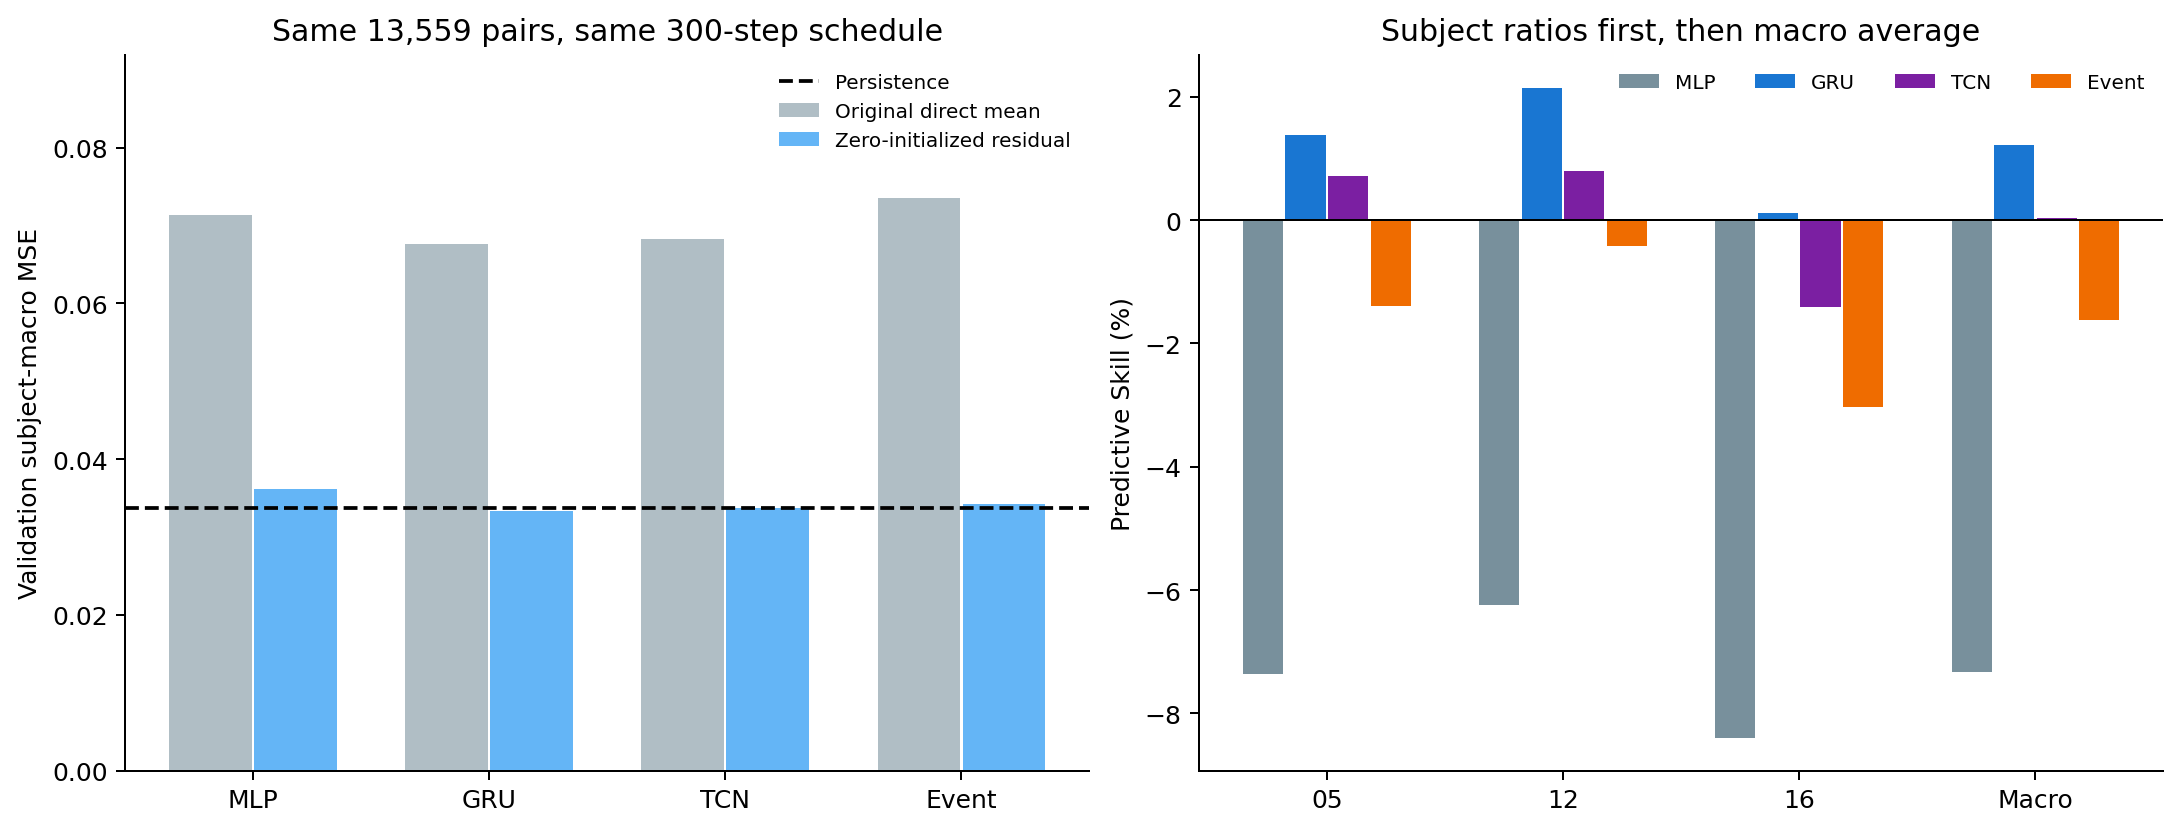 Same 13,559 pairs, same 300-step schedule
Validation subject-macro MSE
0.08
0.06
0.04
0.02
0.00
Persistence
Original direct mean
Zero-initialized residual
MLP
GRU
TCN
Event
Subject ratios first, then macro average
Predictive Skill (%)
2
0
−2
−4
−6
−8
MLP
GRU
TCN
Event
05
12
16
Macro